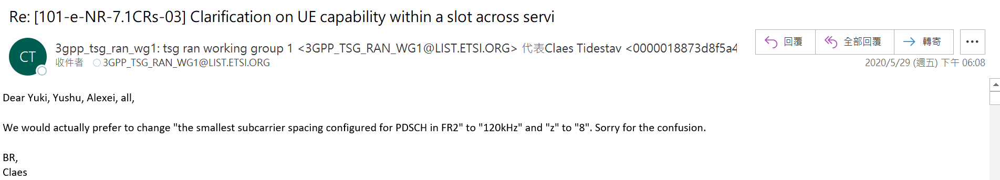 Re: [101-e-NR-7.1CRs-03] Clarification on UE capability within a slot across servi
CT
3gpp_tsg_ran_wg1: tsg ran working group 1 <3GPP_TSG_RAN_WG1@LIST.ETSI.ORG> 代表Claes Tidestav <0000018873d8f5a4
收件者 3GPP_TSG_RAN_WG1@LIST.ETSI.ORG
回覆 全部回覆 轉寄 ...
2020/5/29 (週五) 下午 06:08
Dear Yuki, Yushu, Alexei, all,
We would actually prefer to change "the smallest subcarrier spacing configured for PDSCH in FR2" to "120kHz" and "z" to "8". Sorry for the confusion.
BR,
Claes